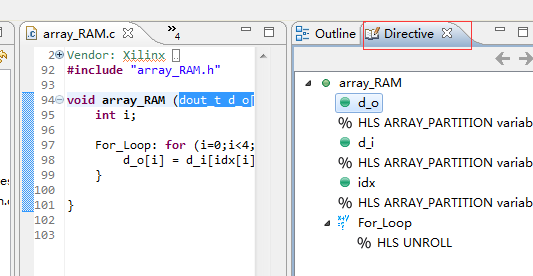 array_RAM.c
»4
Outline
Directive
2 Vendor: Xilinx
92 #include "array_RAM.h"
93
94 void array_RAM (dout_t d_o[
95 int i;
96
97 For_Loop: for (i=0;i<4;
98 d_o[i] = d_i[idx[i]
99 }
100
101 }
102
103
array_RAM
d_o
% HLS ARRAY_PARTITION variab
d_i
% HLS ARRAY_PARTITION variab
idx
% HLS ARRAY_PARTITION variab
For_Loop
% HLS UNROLL